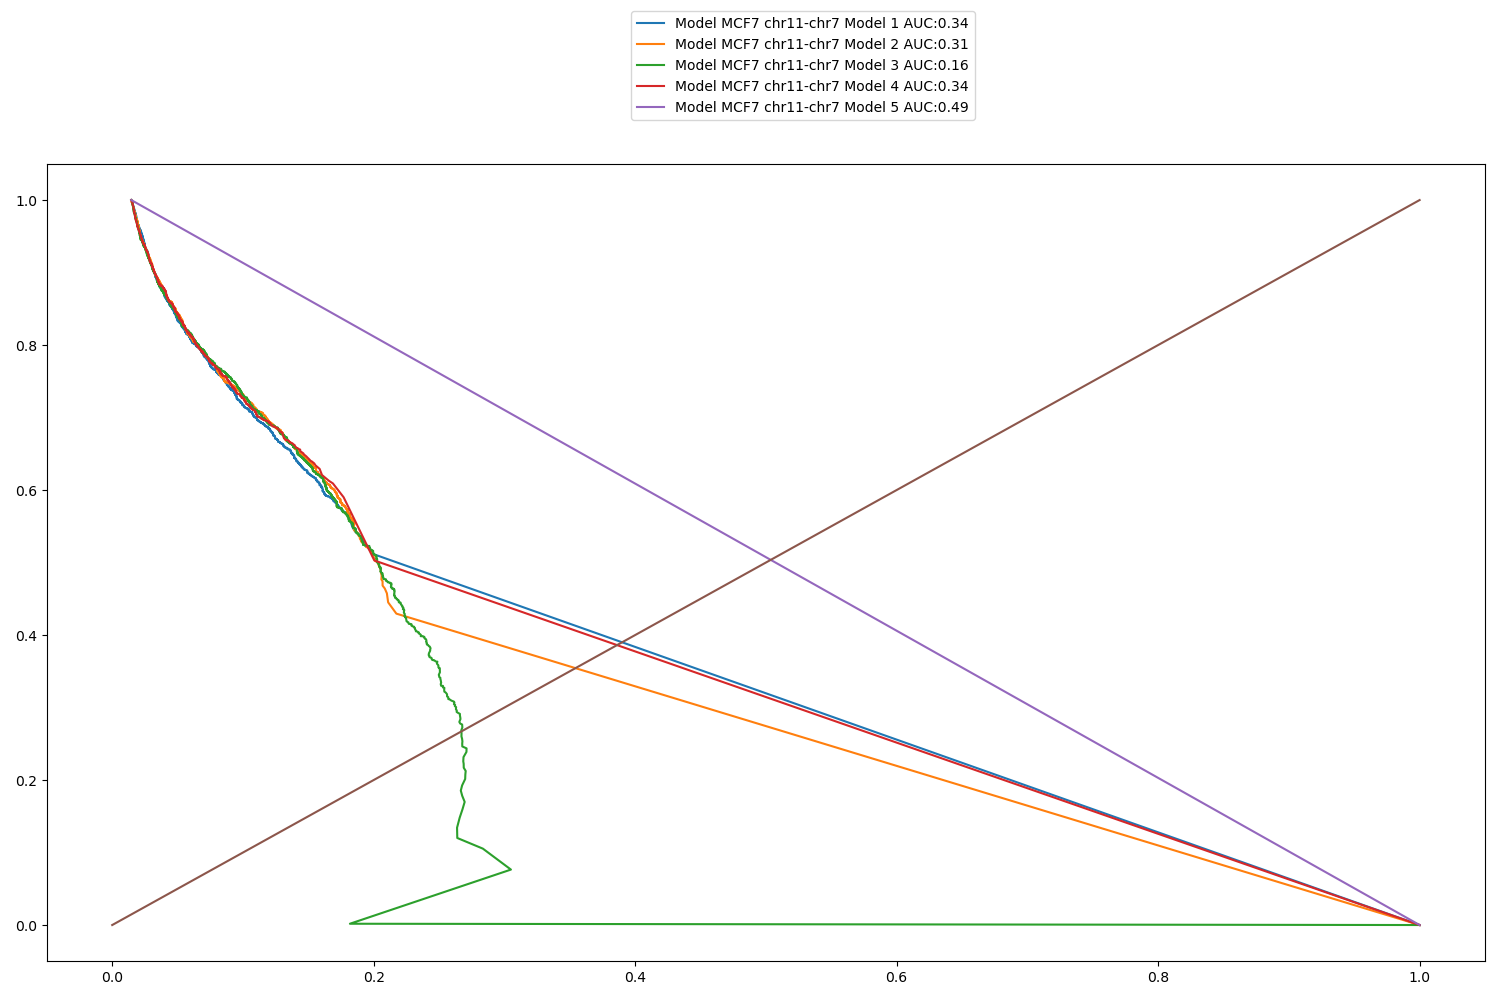 Model MCF7 chr11-chr7 Model 1 AUC:0.34
Model MCF7 chr11-chr7 Model 2 AUC:0.31
Model MCF7 chr11-chr7 Model 3 AUC:0.16
Model MCF7 chr11-chr7 Model 4 AUC:0.34
Model MCF7 chr11-chr7 Model 5 AUC:0.49
1.0
0.8
0.6
0.4
0.2
0.0
0.0 0.2 0.4 0.6 0.8 1.0